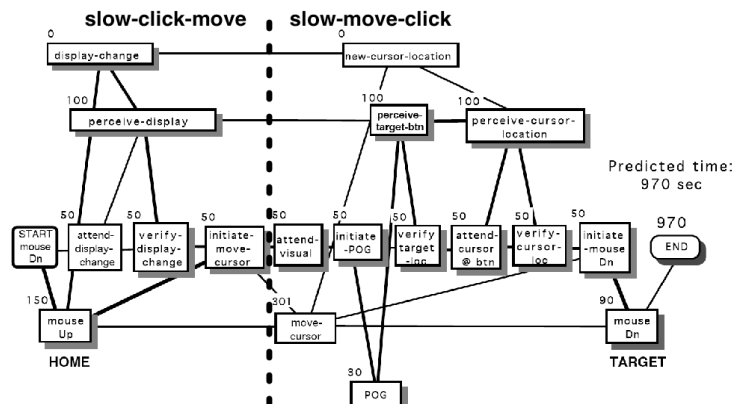 slow-click-move
slow-move-click
0
display-change
0
new-cursor-location
100
perceive-display
100
perceive-
target-btn
100
perceive-cursor-
location
Predicted time:
970 sec
START
mouse
Dn
50
attend-
display-
change
50
verify-
display-
change
50
initiate-
move-
cursor
50
attend-
visual
50
initiate
-POG
50
verify
target
-loc
50
attend-
cursor
@ btn
50
verify-
cursor-
loc
50
initiate
-mouse
Dn
970
END
150
mouse
Up
301
move-
cursor
90
mouse
Dn
HOME
TARGET
30
POG